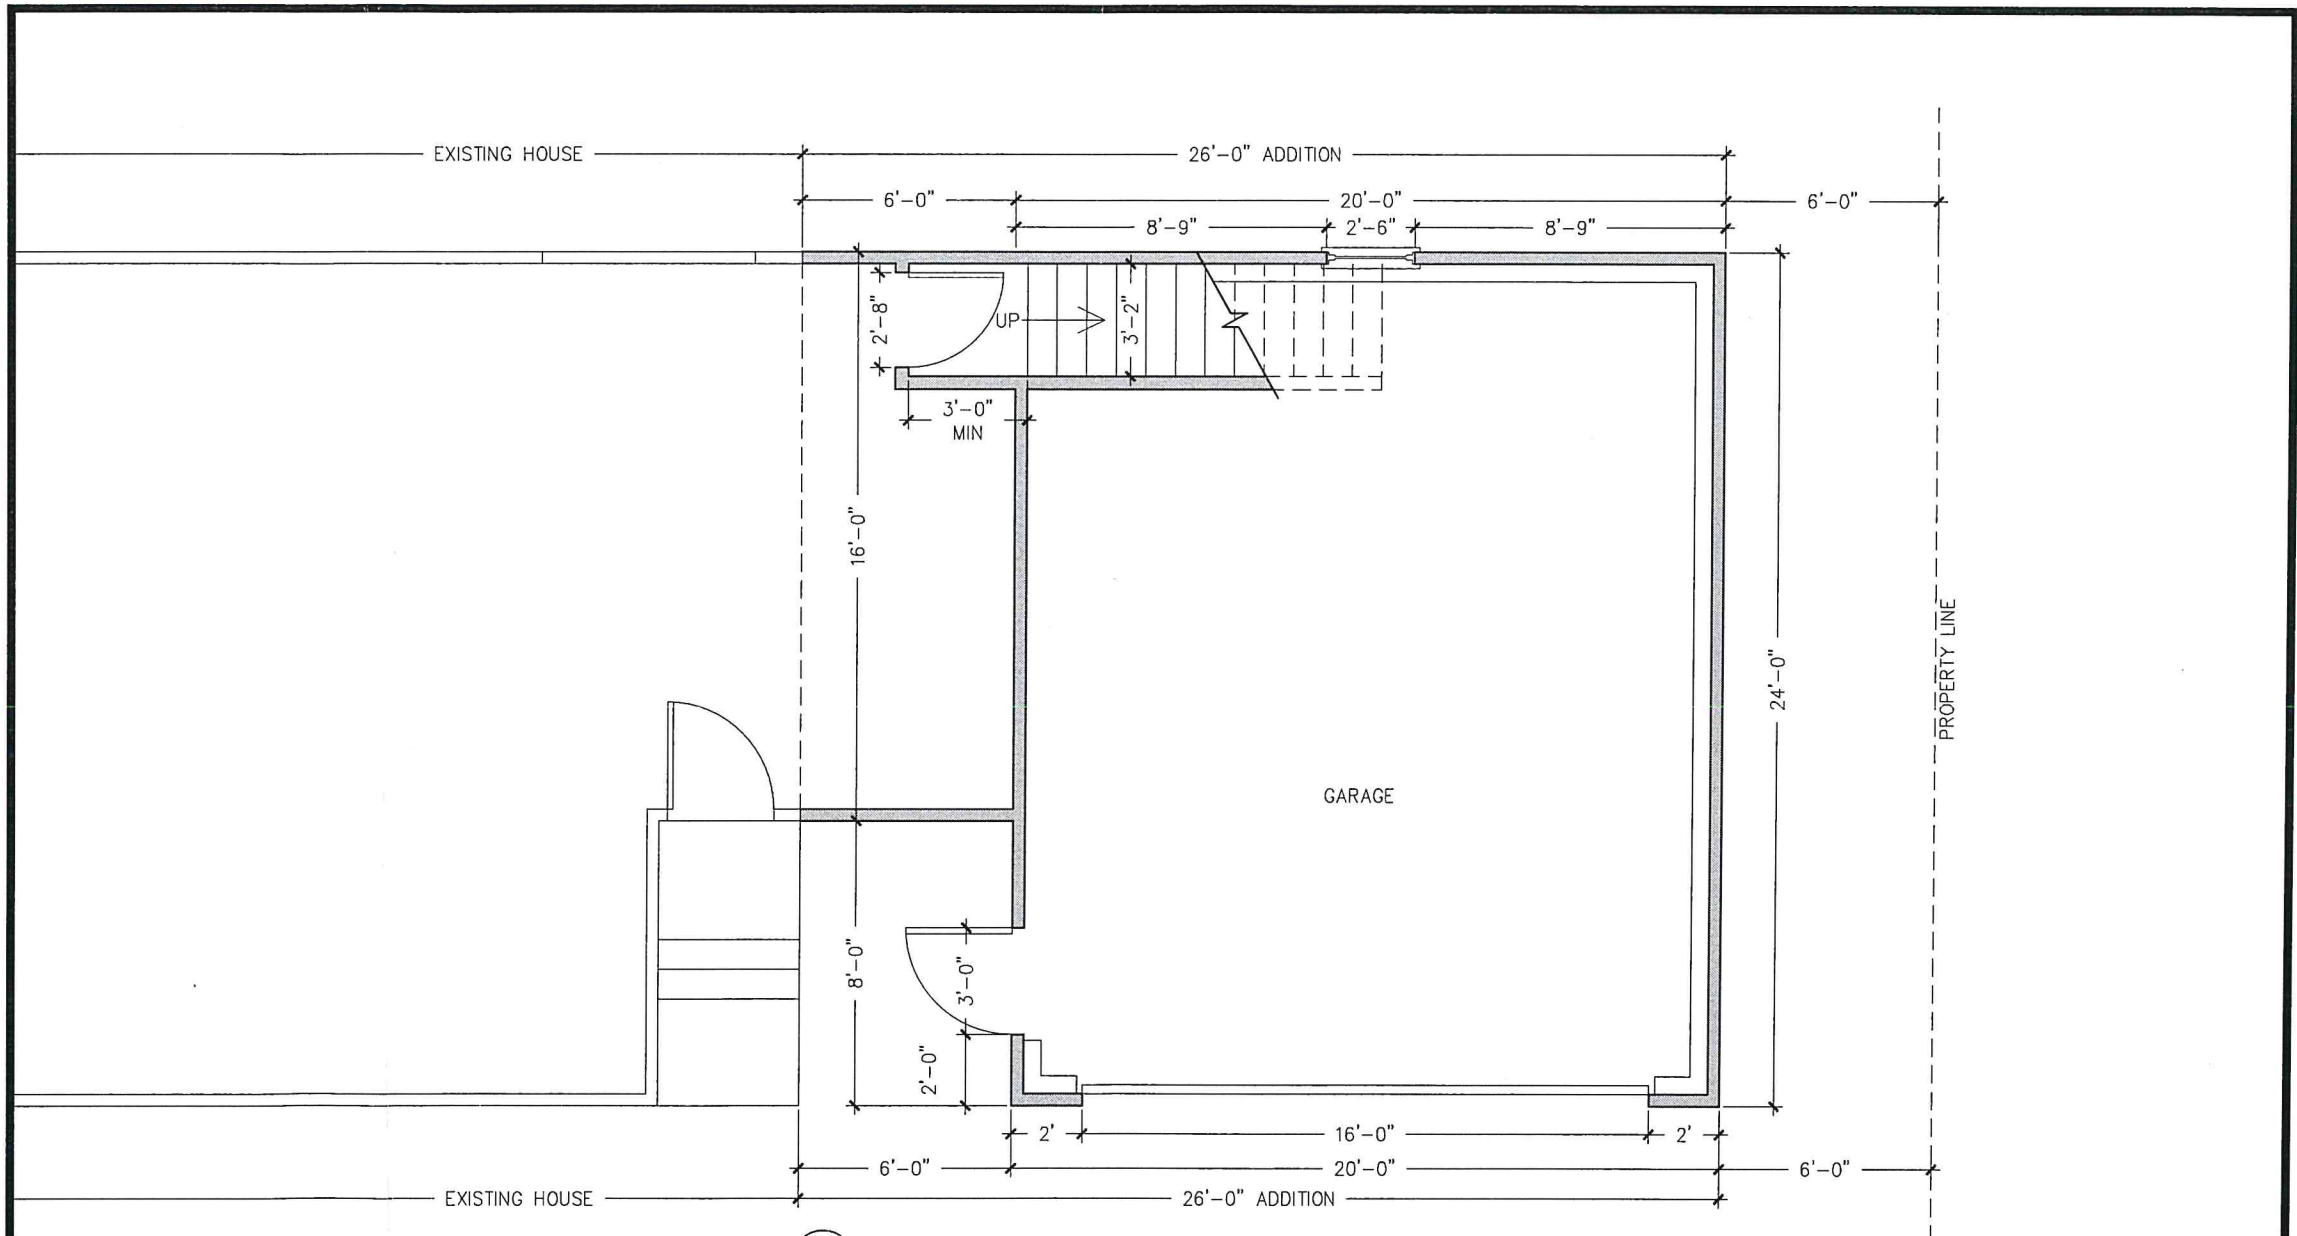 EXISTING HOUSE
26'-0" ADDITION
6'-0"
20'-0"
6'-0"
8'-9"
2'-6"
8'-9"
2'-8"
UP
3'-2"
3'-0"
MIN
16'-0"
24'-0"
PROPERTY LINE
GARAGE
8'-0"
3'-0"
2'-0"
2'
16'-0"
2'
6'-0"
20'-0"
6'-0"
EXISTING HOUSE
26'-0" ADDITION